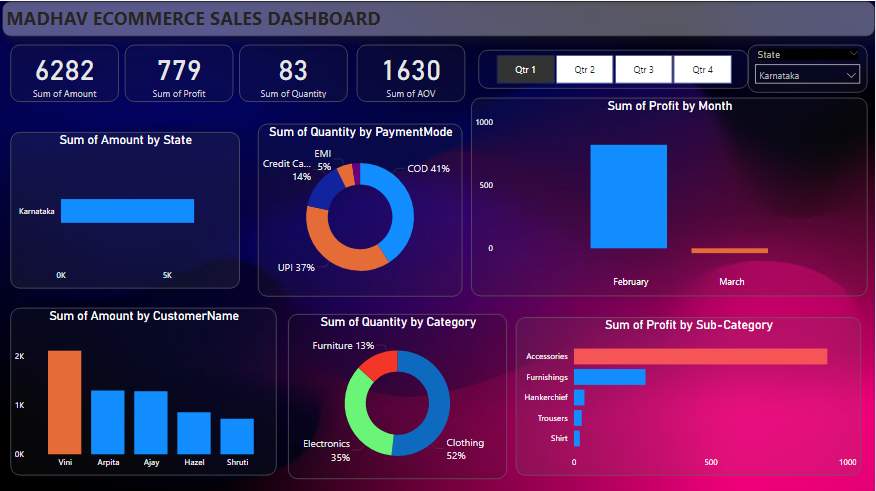 MADHAV ECOMMERCE SALES DASHBOARD
6282
Sum of Amount
779
Sum of Profit
83
Sum of Quantity
1630
Sum of AOV
Qtr 1
Qtr 2
Qtr 3
Qtr 4
State
Karnataka
Sum of Amount by State
Karnataka
0K
5K
Sum of Quantity by PaymentMode
EMI
5%
Credit Ca...
14%
COD 41%
UPI 37%
Sum of Profit by Month
1000
500
0
February
March
Sum of Amount by CustomerName
2K
1K
0K
Vini
Arpita
Ajay
Hazel
Shruti
Sum of Quantity by Category
Furniture 13%
Electronics
35%
Clothing
52%
Sum of Profit by Sub-Category
Accessories
Furnishings
Hankerchief
Trousers
Shirt
0
500
1000